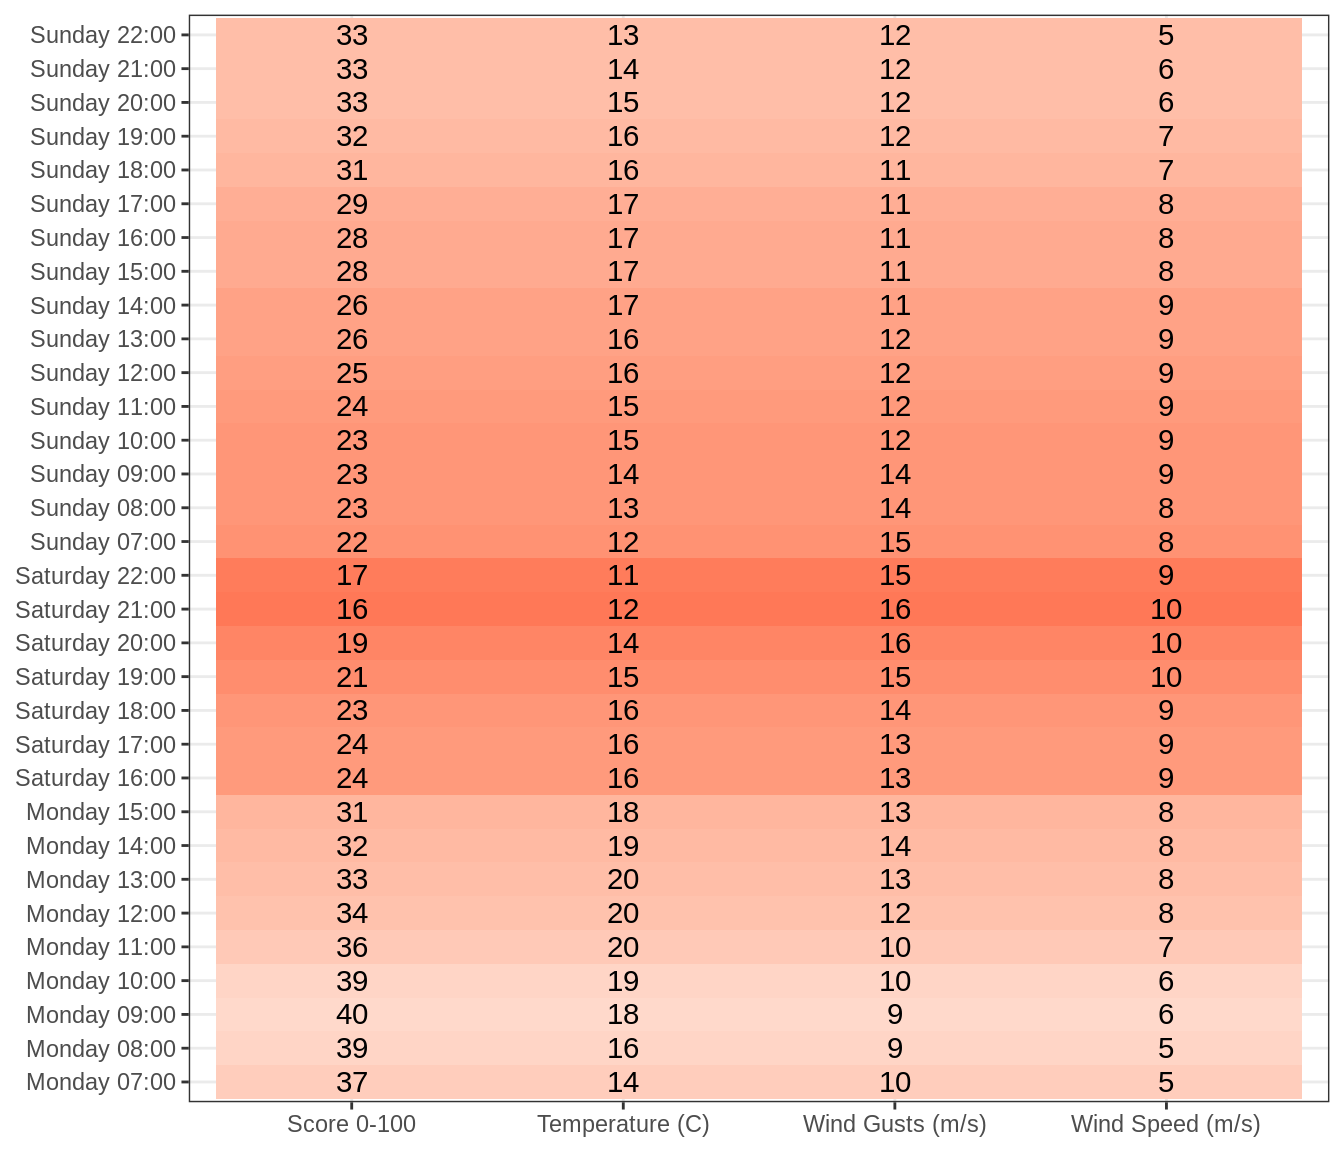 Sunday 22:00 33 13 12 5
Sunday 21:00 33 14 12 6
Sunday 20:00 33 15 12 6
Sunday 19:00 32 16 12 7
Sunday 18:00 31 16 11 7
Sunday 17:00 29 17 11 8
Sunday 16:00 28 17 11 8
Sunday 15:00 28 17 11 8
Sunday 14:00 26 17 11 9
Sunday 13:00 26 16 12 9
Sunday 12:00 25 16 12 9
Sunday 11:00 24 15 12 9
Sunday 10:00 23 15 12 9
Sunday 09:00 23 14 14 9
Sunday 08:00 23 13 14 8
Sunday 07:00 22 12 15 8
Saturday 22:00 17 11 15 9
Saturday 21:00 16 12 16 10
Saturday 20:00 19 14 16 10
Saturday 19:00 21 15 15 10
Saturday 18:00 23 16 14 9
Saturday 17:00 24 16 13 9
Saturday 16:00 24 16 13 9
Monday 15:00 31 18 13 8
Monday 14:00 32 19 14 8
Monday 13:00 33 20 13 8
Monday 12:00 34 20 12 8
Monday 11:00 36 20 10 7
Monday 10:00 39 19 10 6
Monday 09:00 40 18 9 6
Monday 08:00 39 16 9 5
Monday 07:00 37 14 10 5
Score 0-100 Temperature (C) Wind Gusts (m/s) Wind Speed (m/s)